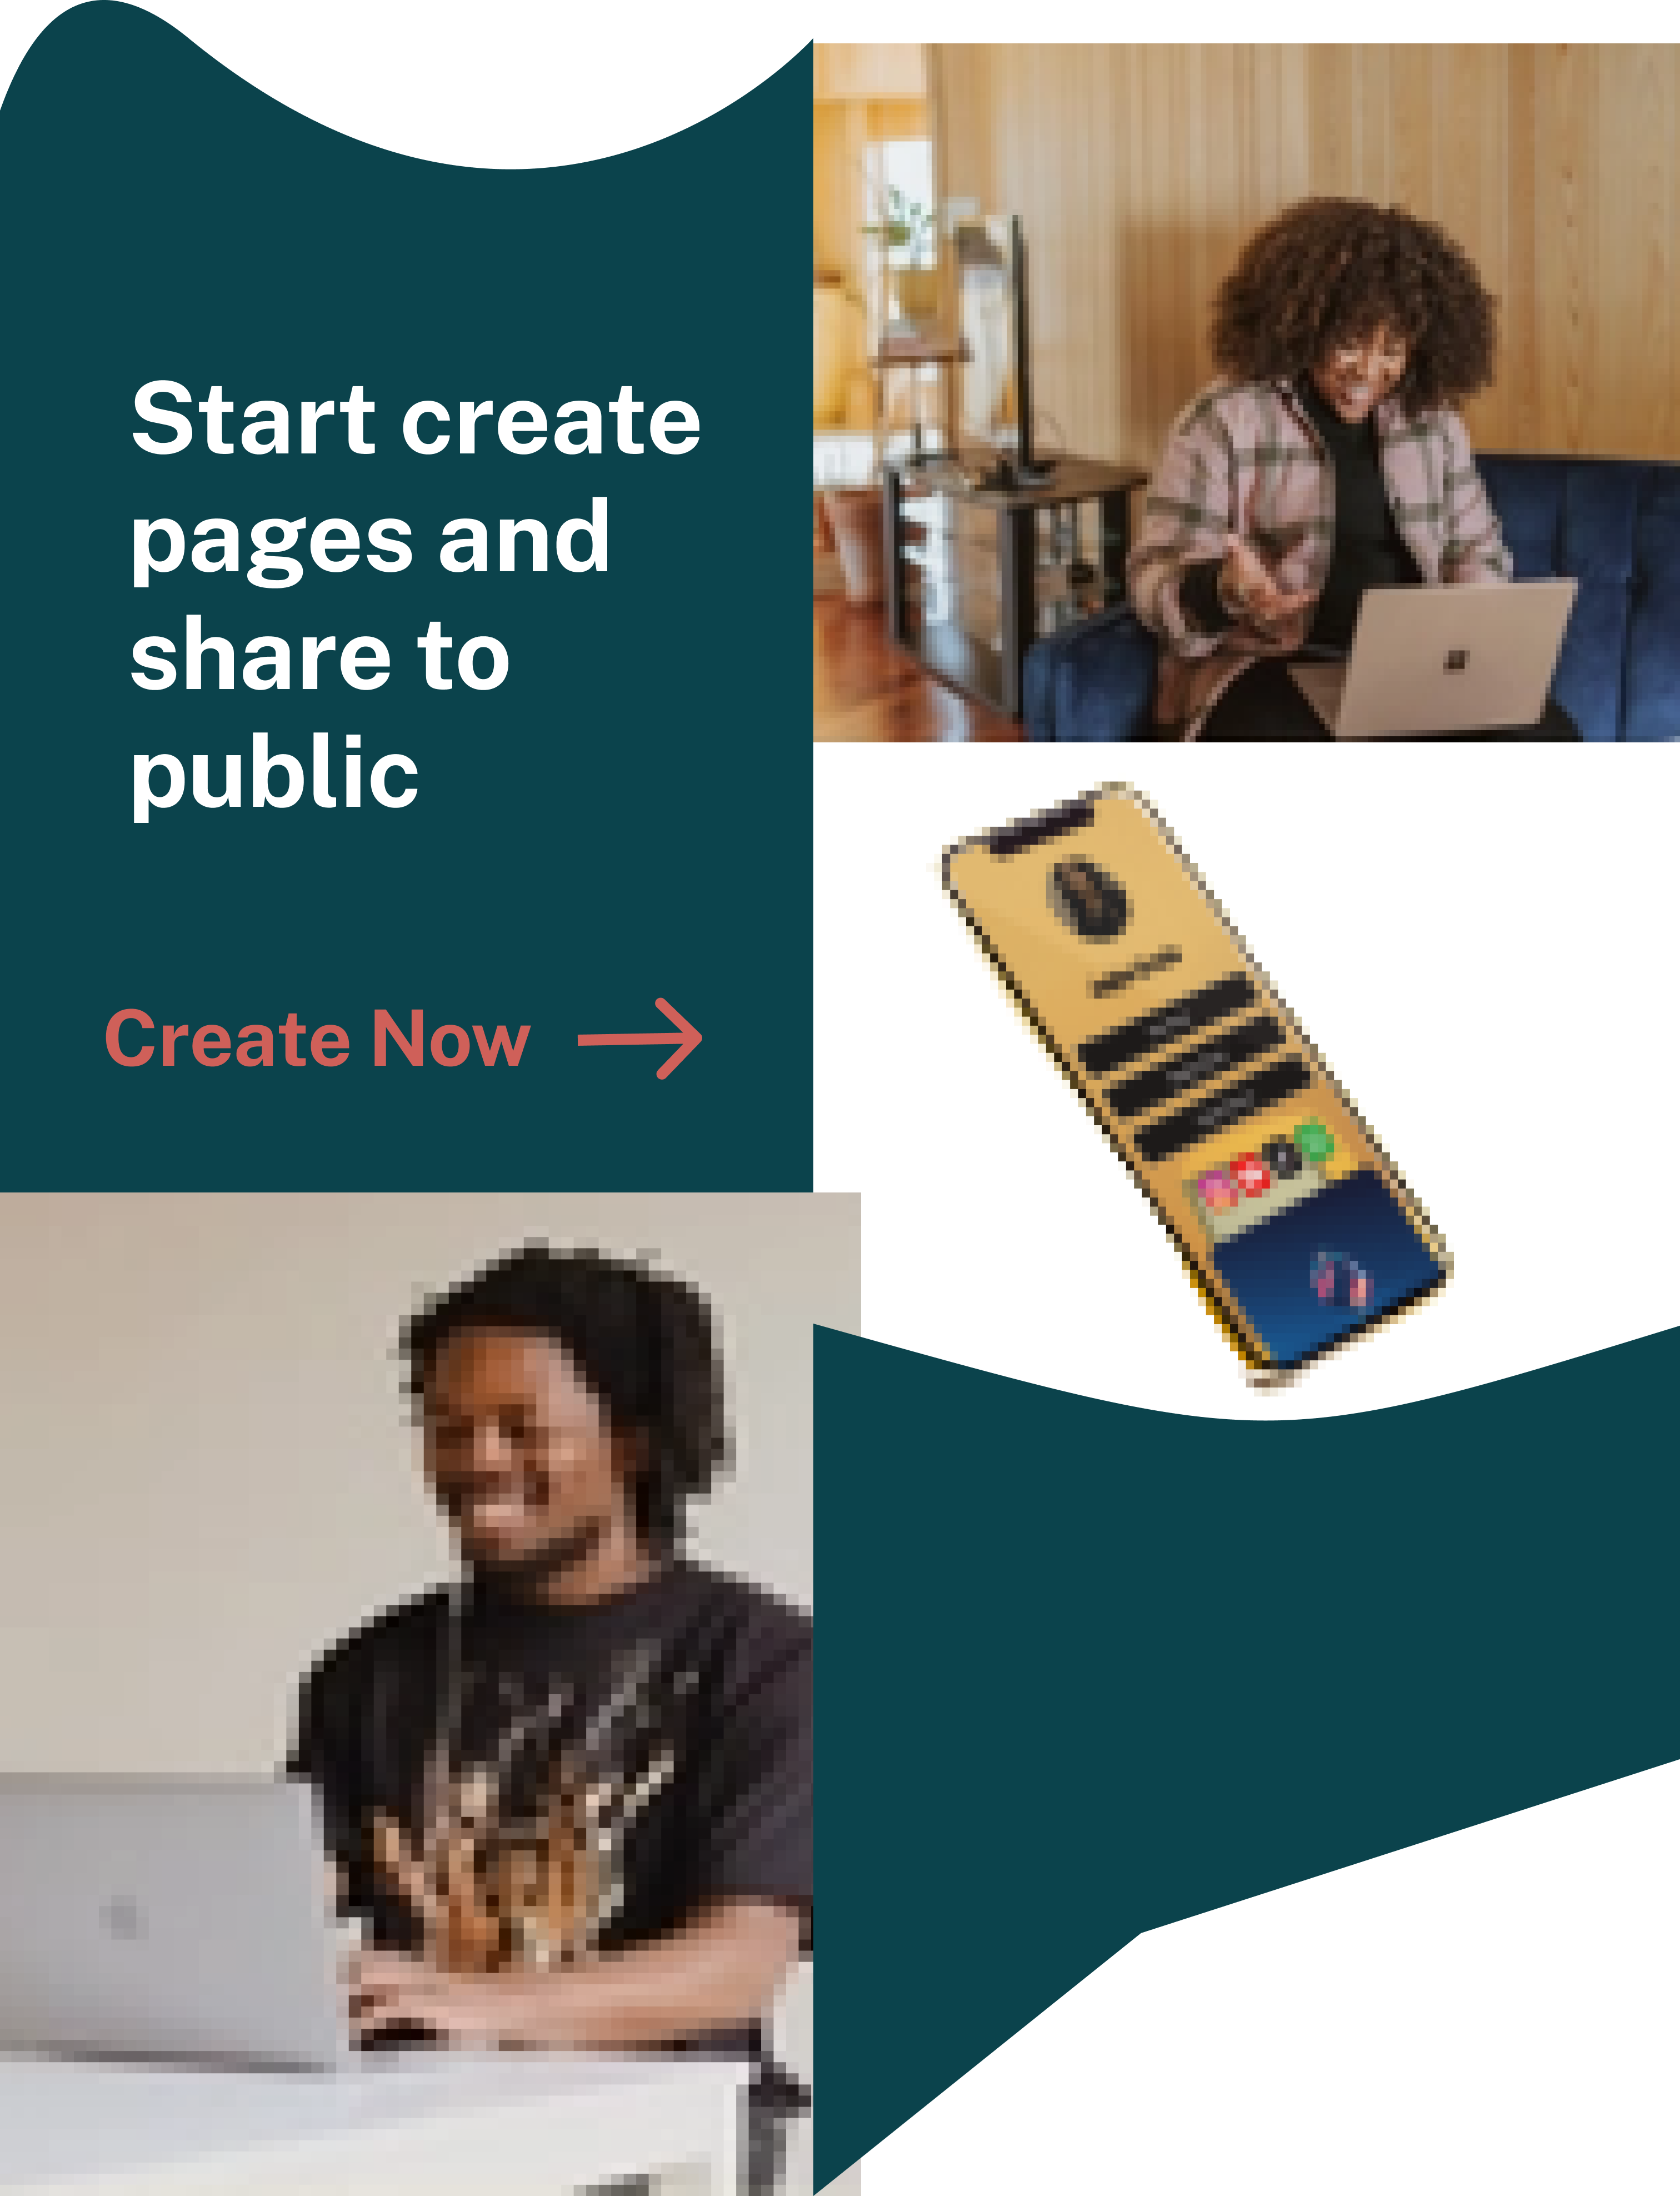 Start create
pages and
share to
public
Create Now